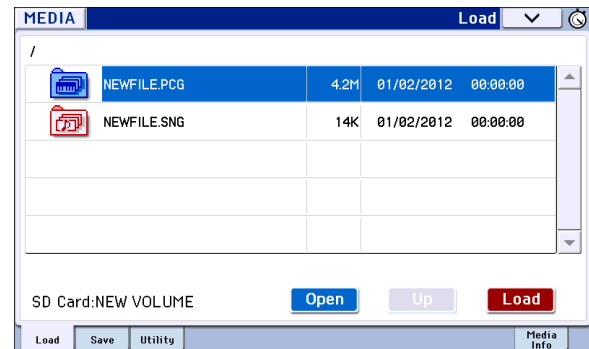 MEDIA Load
/
NEWFILE.PCG 4.2M 01/02/2012 00:00:00
NEWFILE.SNG 14K 01/02/2012 00:00:00
SD Card:NEW VOLUME Open Up Load
Load Save Utility Media Info